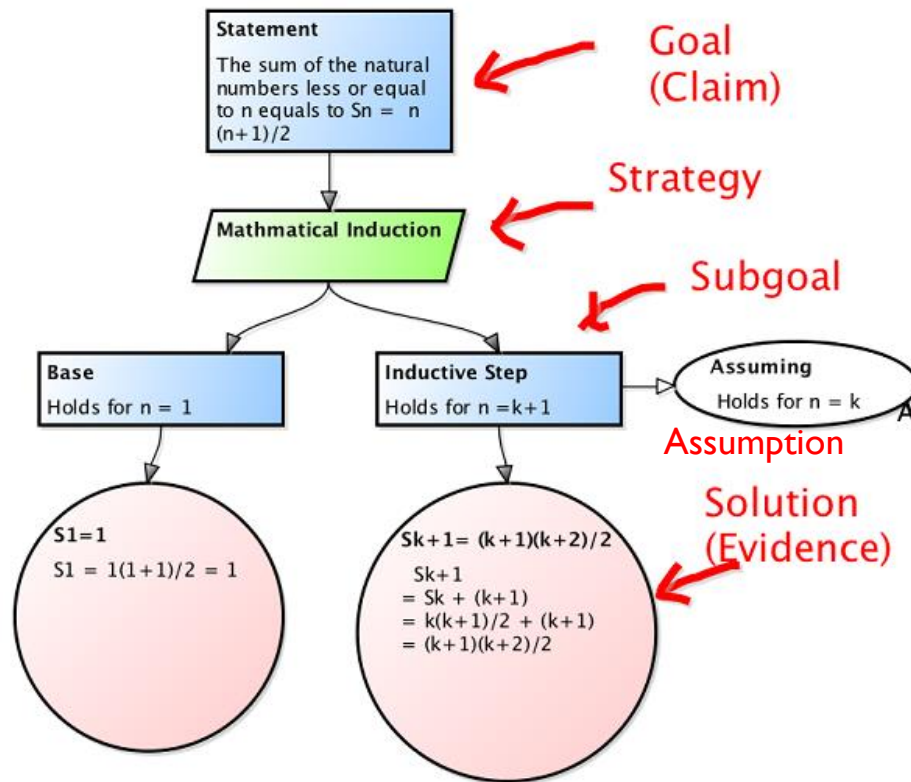 Statement
The sum of the natural
numbers less or equal
to n equals to Sn = n
(n+1)/2
Goal
(Claim)
Strategy
Mathmatical Induction
Subgoal
Base
Holds for n = 1
Inductive Step
Holds for n =k+1
Assuming
Holds for n = k
A
Assumption
Solution
(Evidence)
S1=1
S1 = 1(1+1)/2 = 1
Sk+1= (k+1)(k+2)/2
Sk+1
= Sk + (k+1)
= k(k+1)/2 + (k+1)
= (k+1)(k+2)/2